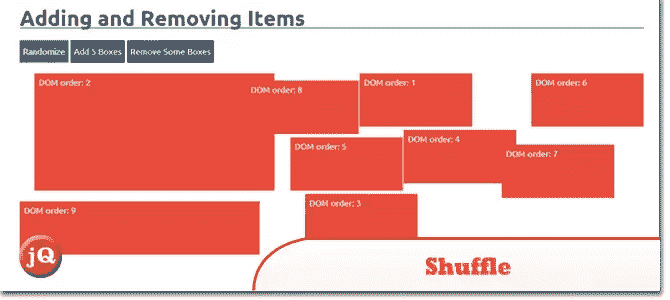 Adding and Removing Items
Randomize Add 5 Boxes Remove Some Boxes
DOM order: 2
DOM order: 8
DOM order: 1
DOM order: 6
DOM order: 5
DOM order: 4
DOM order: 7
DOM order: 9
DOM order: 3
jQ
Shuffle